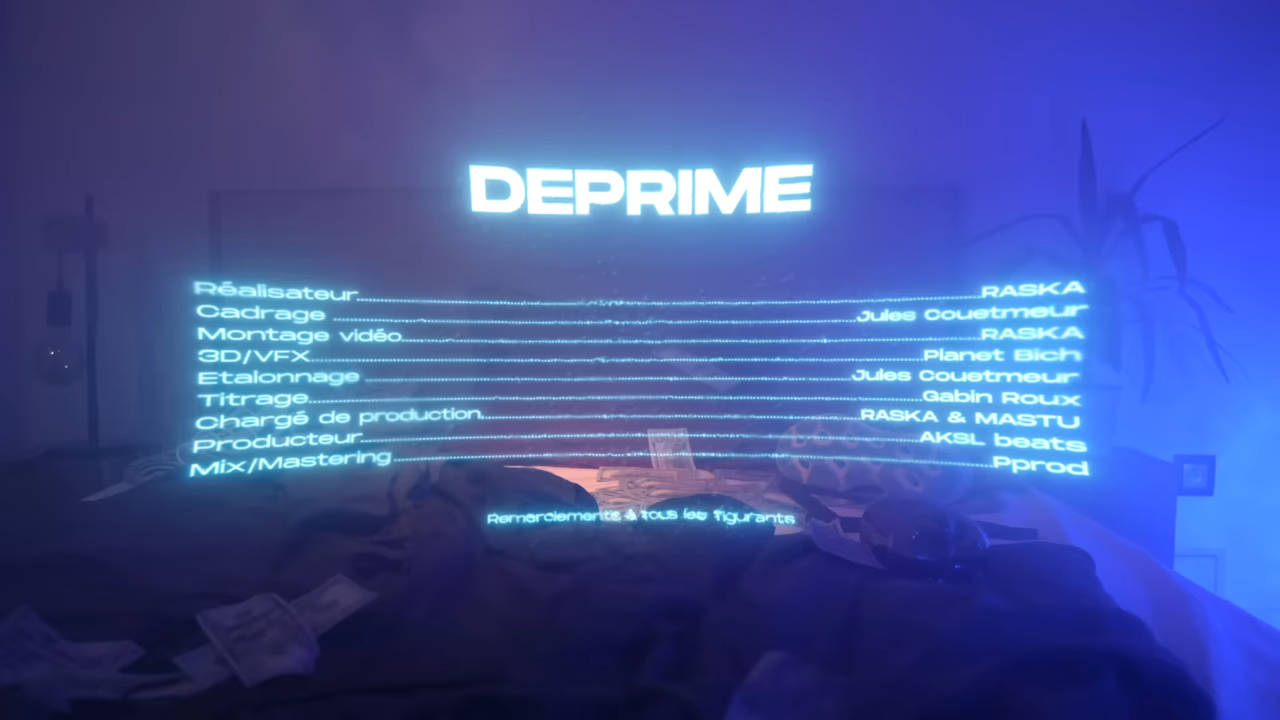 DEPRIME
Réalisateur RASKA
Cadrage Jules Couetmeur
Montage vidéo RASKA
3D/VFX Planet Bich
Etalonnage Jules Couetmeur
Titrage Gabin Roux
Chargé de production RASKA & MASTU
Producteur AKSL beats
Mix/Mastering Pprod
Remerciements à tous les figurants